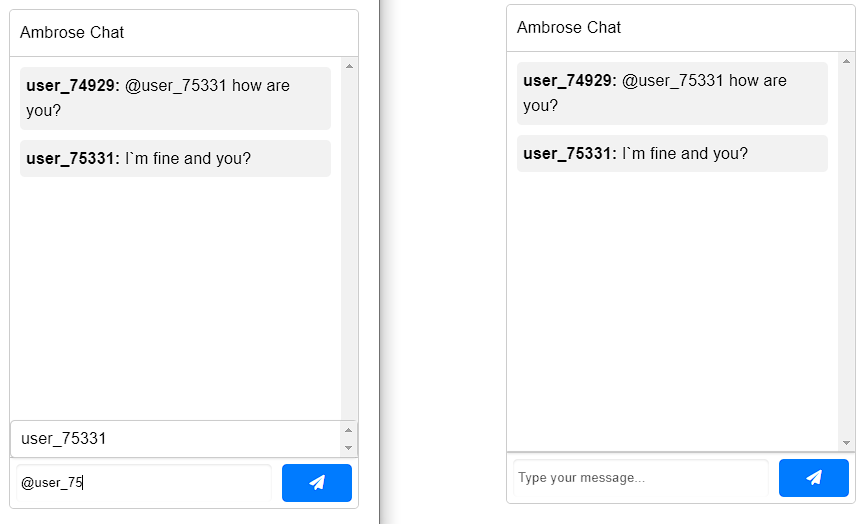 Ambrose Chat
user_74929: @user_75331 how are
you?
user_75331: I`m fine and you?
user_75331
@user_75
Ambrose Chat
user_74929: @user_75331 how are
you?
user_75331: I`m fine and you?
Type your message...